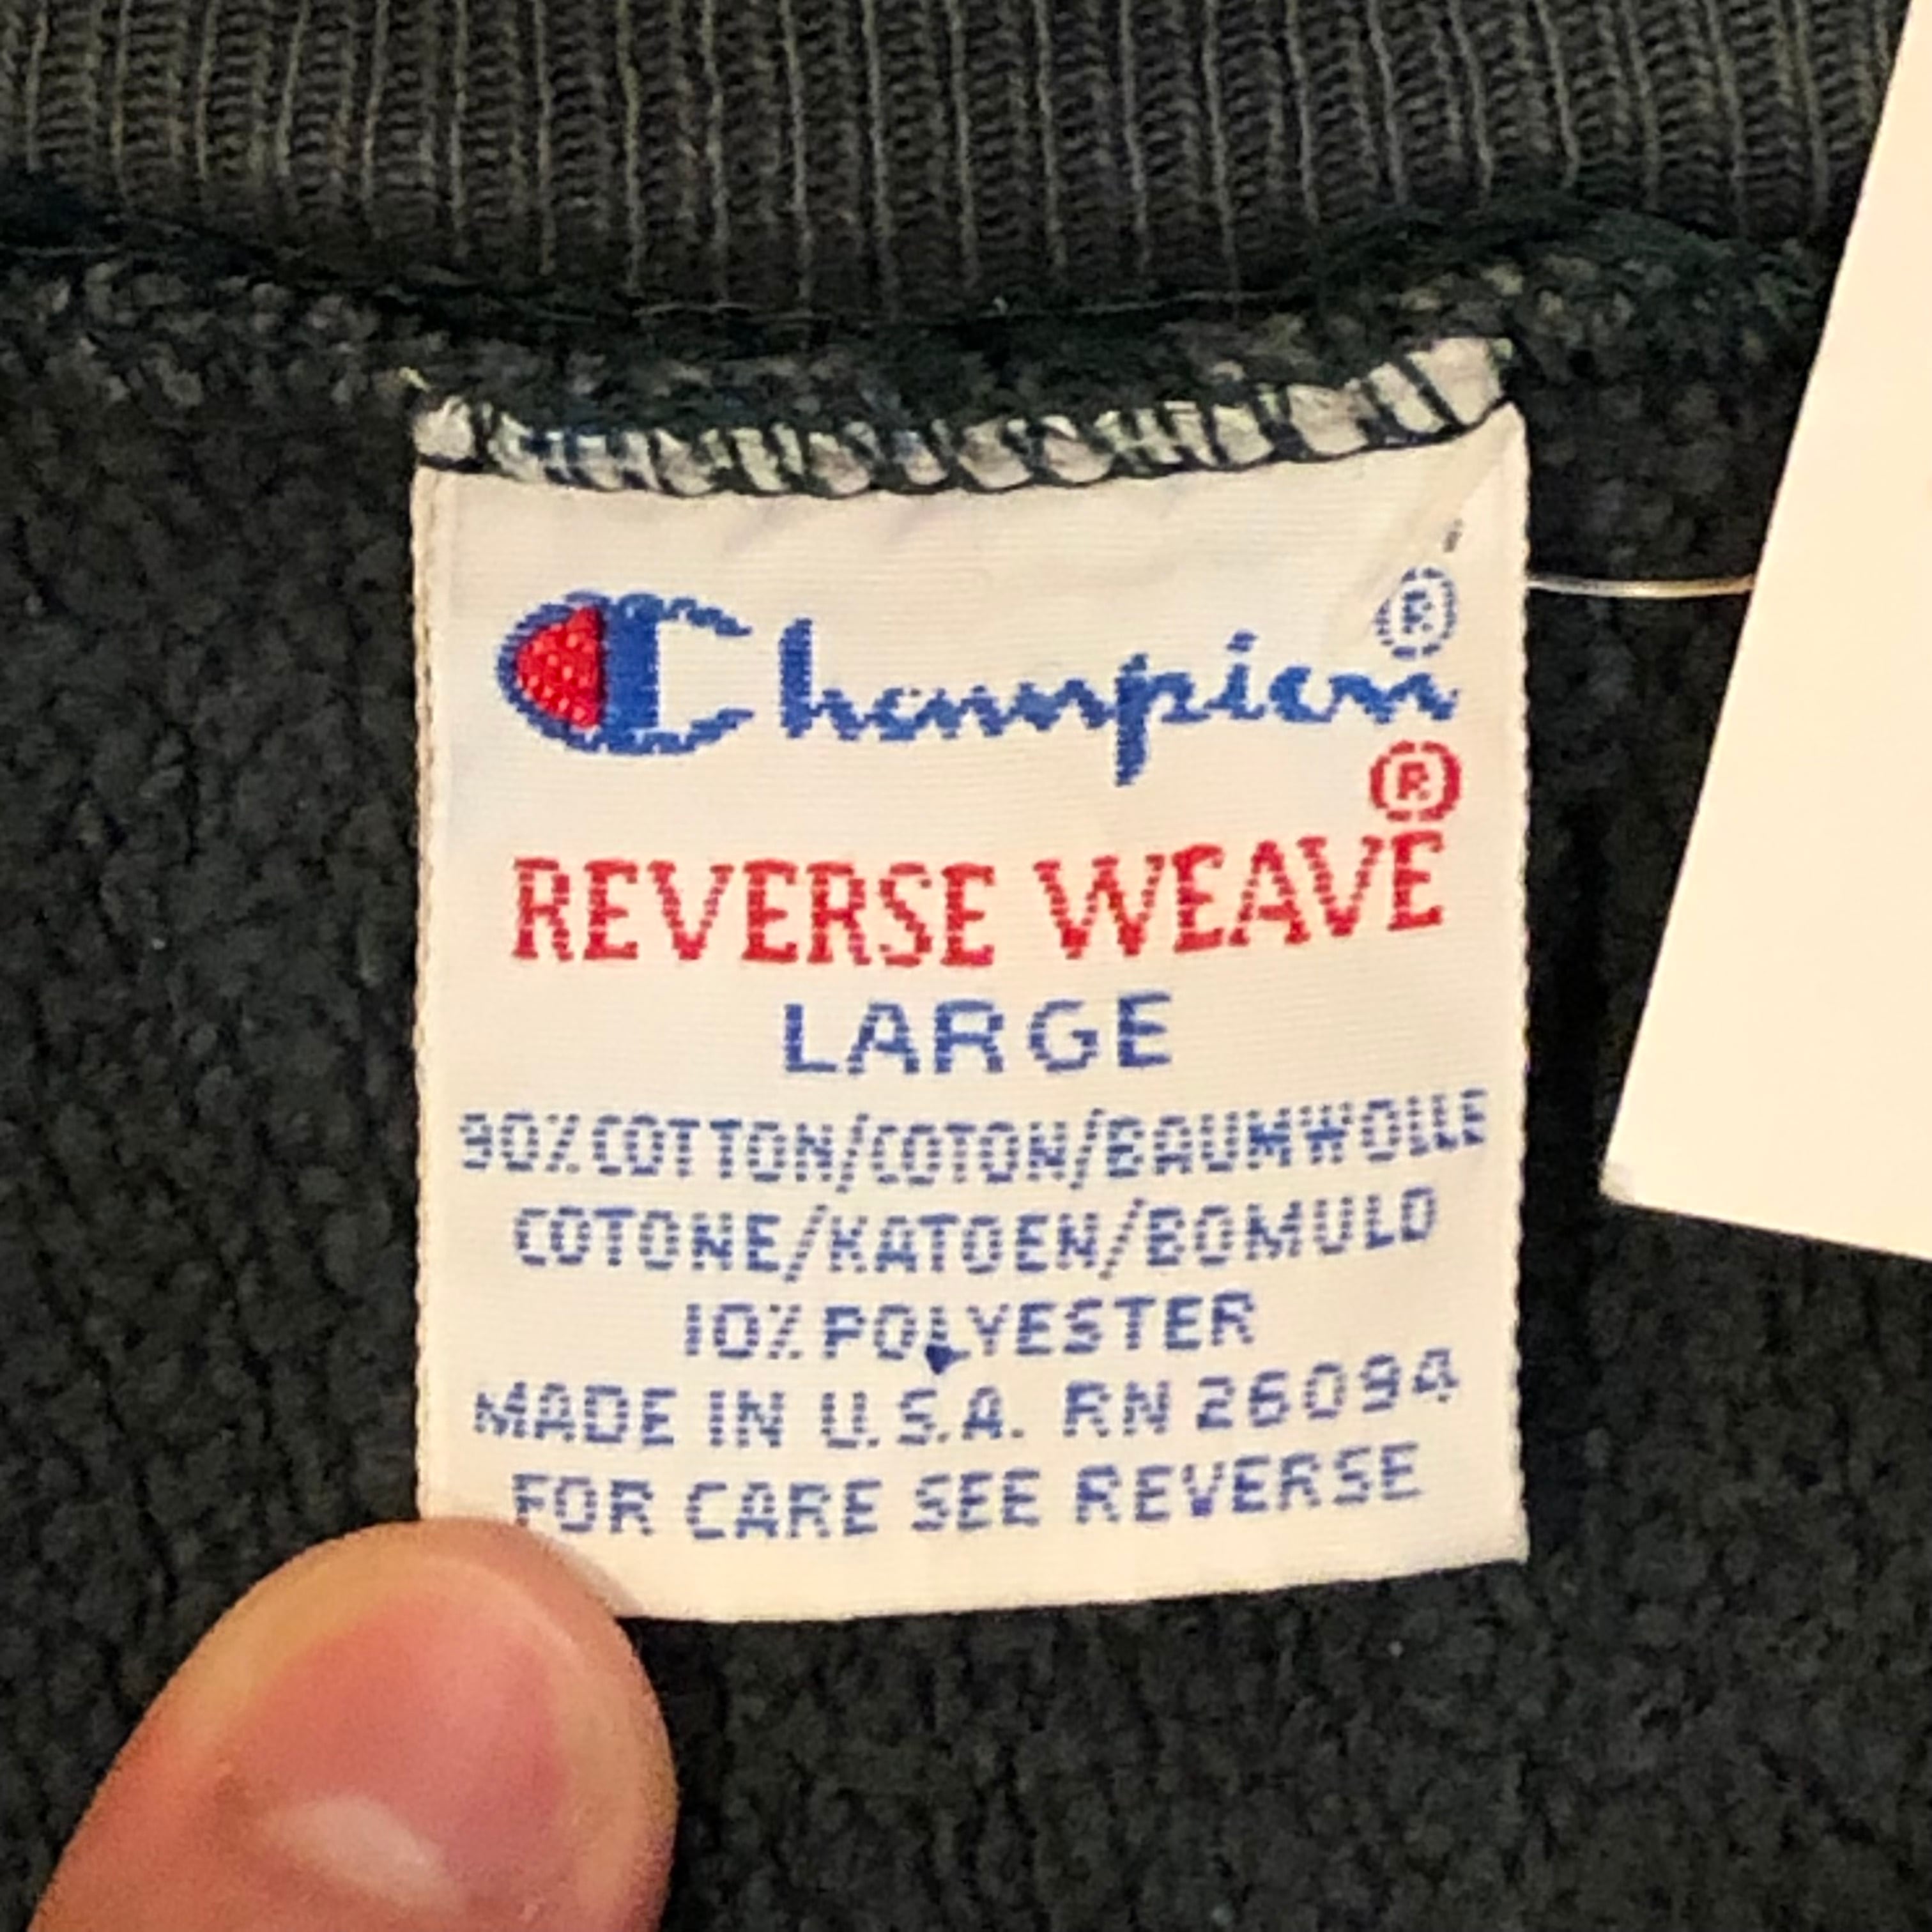 Champion®
REVERSE WEAVE®
LARGE
90% COTTON/COTON/BAUMWOLLE
COTONE/KATOEN/BOMULD
10% POLYESTER
MADE IN U.S.A. RN 26094
FOR CARE SEE REVERSE